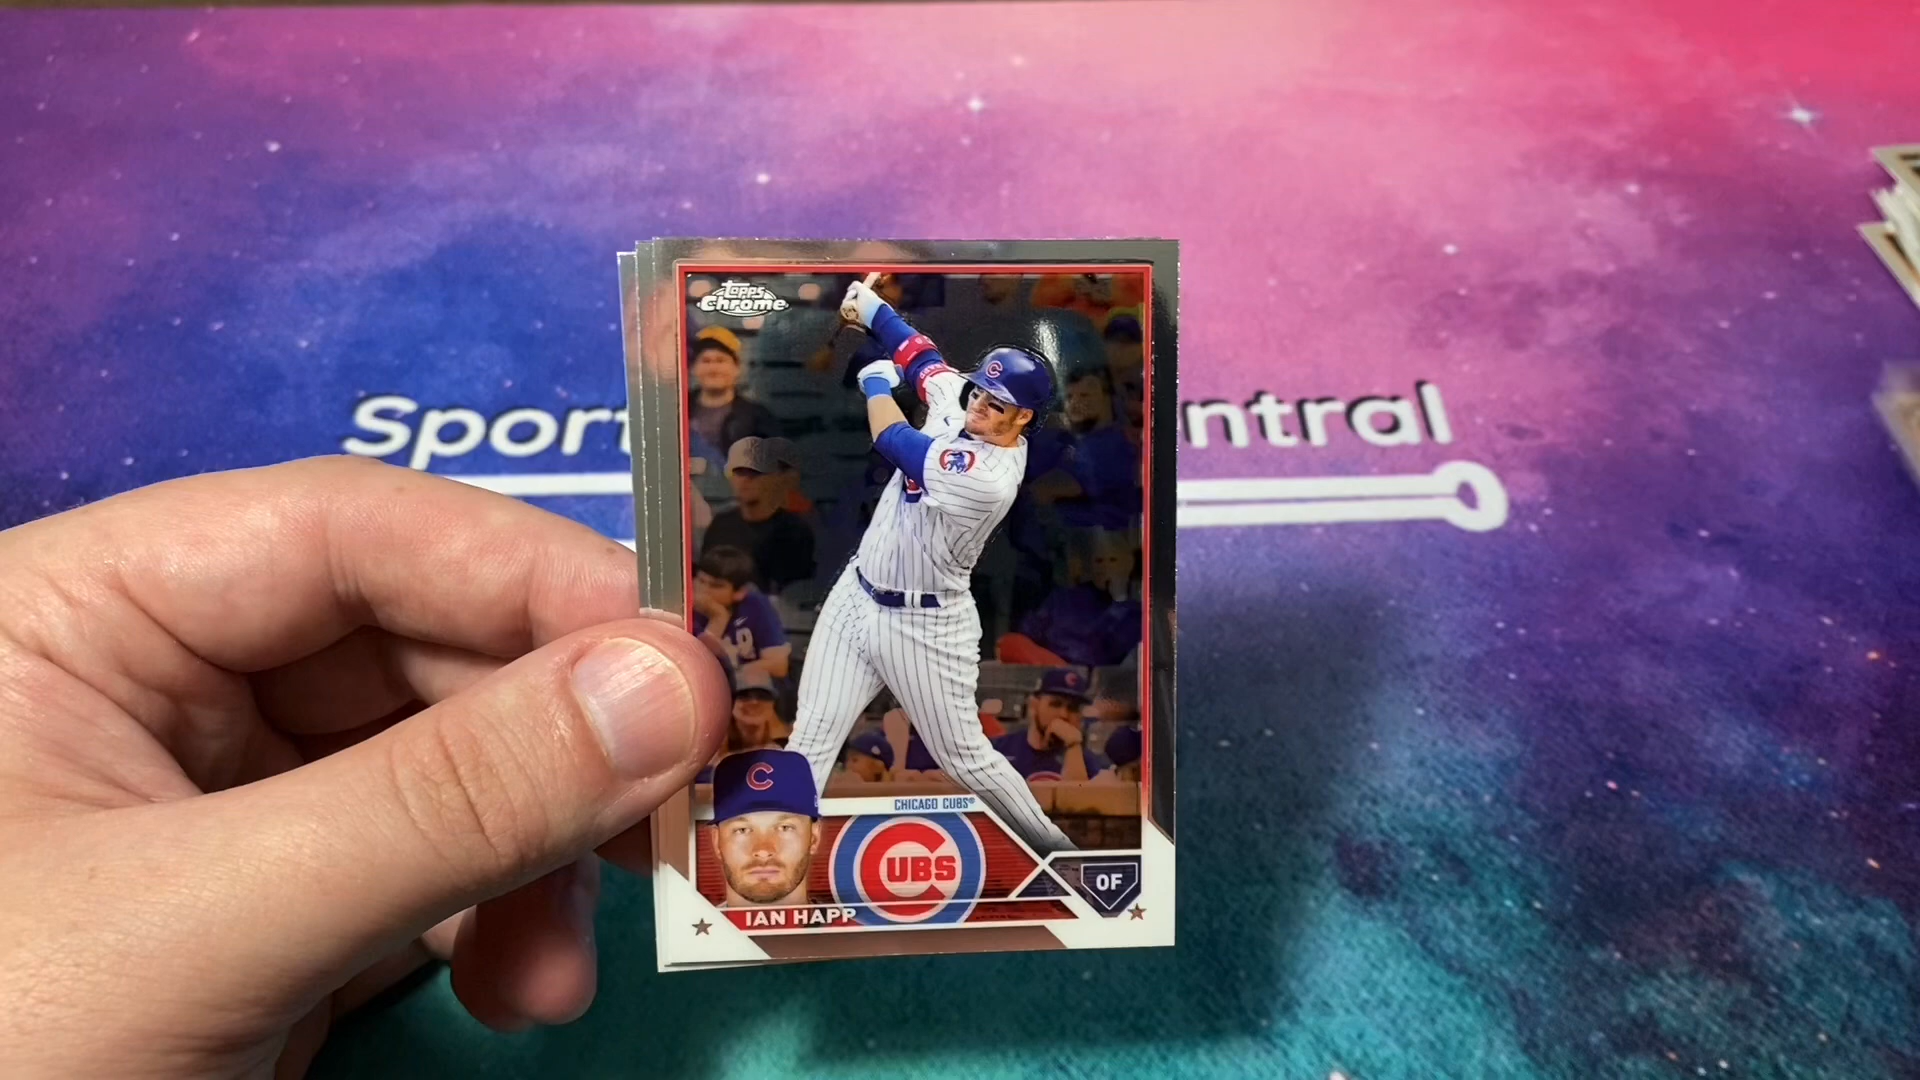 Topps
Chrome
Sport
ntral
CHICAGO CUBS®
CUBS
OF
IAN HAPP